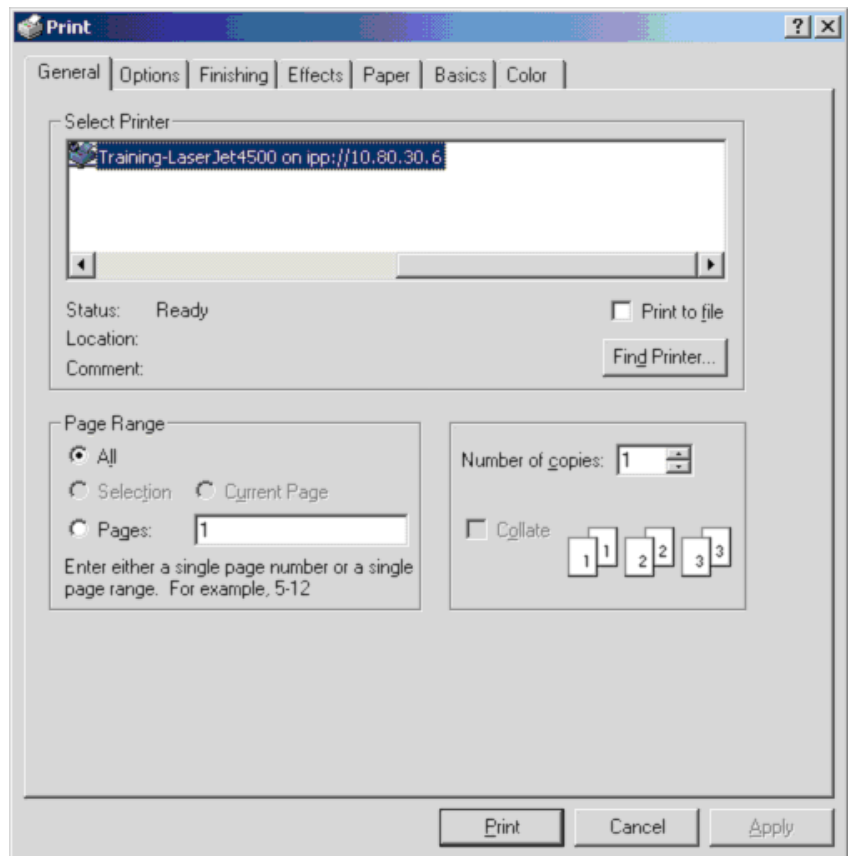 Print
General Options Finishing Effects Paper Basics Color
Select Printer
Training-LaserJet4500 on ipp://10.80.30.6
Status: Ready
Print to file
Location:
Find Printer...
Comment:
Page Range
All
Selection Current Page
Pages: 1
Enter either a single page number or a single
page range. For example, 5-12
Number of copies: 1
Collate
1 1 2 2 3 3
Print Cancel Apply